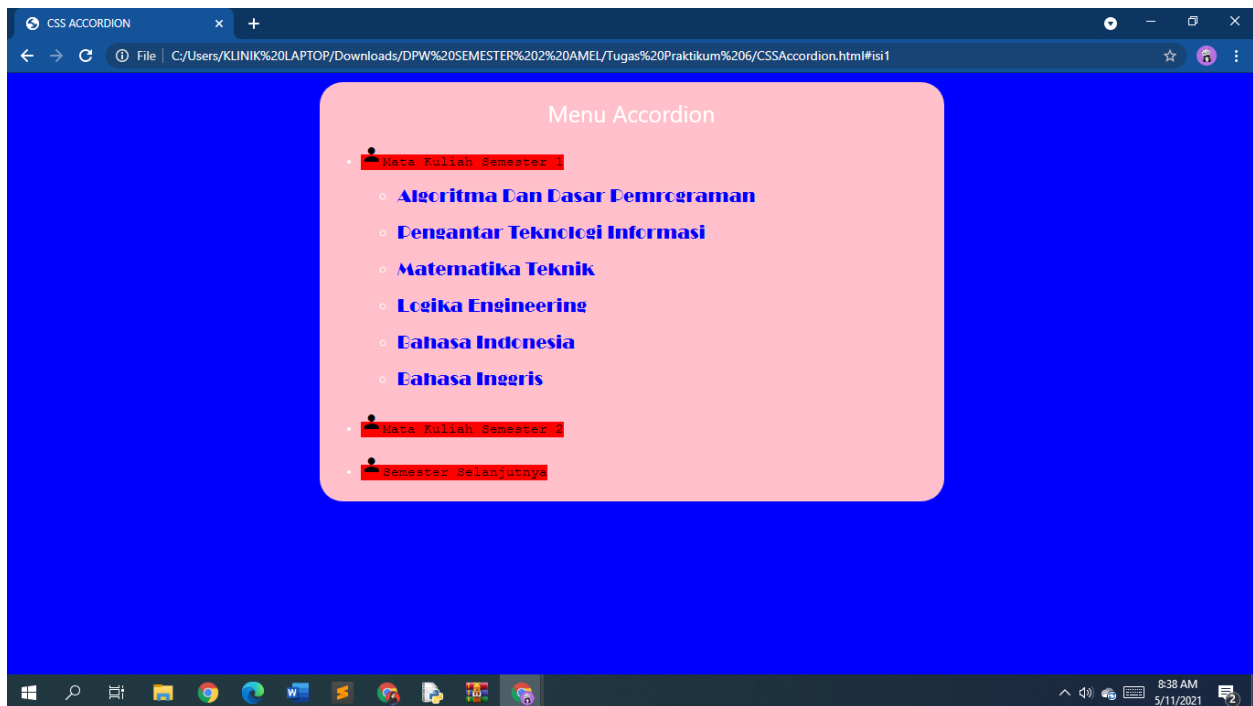 CSS ACCORDION
File | C:/Users/KLINIK%20LAPTOP/Downloads/DPW%20SEMESTER%202%20AMEL/Tugas%20Praktikum%206/CSSAccordion.html#isi1
Menu Accordion
Mata Kuliah Semester 1
Algoritma Dan Dasar Pemrograman
Pengantar Teknologi Informasi
Matematika Teknik
Logika Engineering
Bahasa Indonesia
Bahasa Inggris
Mata Kuliah Semester 2
Semester Selanjutnya
8:38 AM
5/11/2021
2